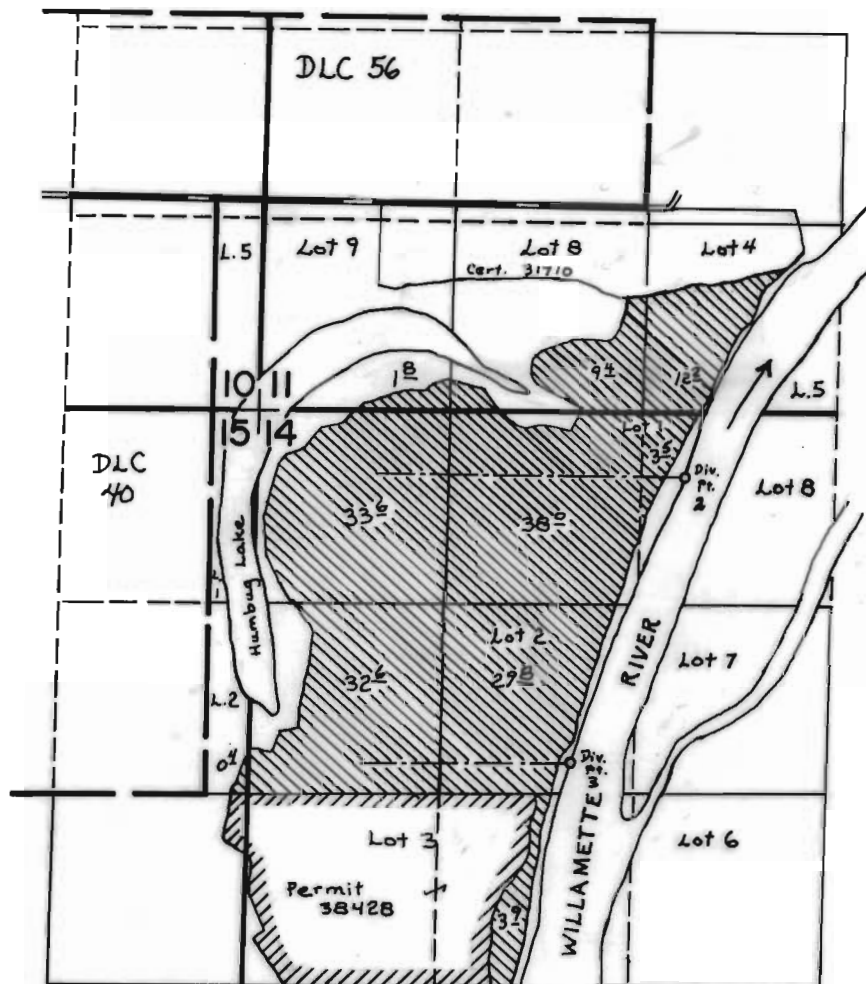 DLC 56
L.5
Lot 9
Lot 8
Lot 4
Cert. 31710
10 11
15 14
1 8
9 4
12 2
L.5
Lot 1
3 5
DLC
40
Div.
Pt.
2
Lot 8
33 6
38 0
Humbug Lake
Lot 2
RIVER
Lot 7
32 6
29 8
L.2
0 4
Div.
Pt.
WILLAMETTE
Lot 3
Lot 6
Permit
38428
3 9